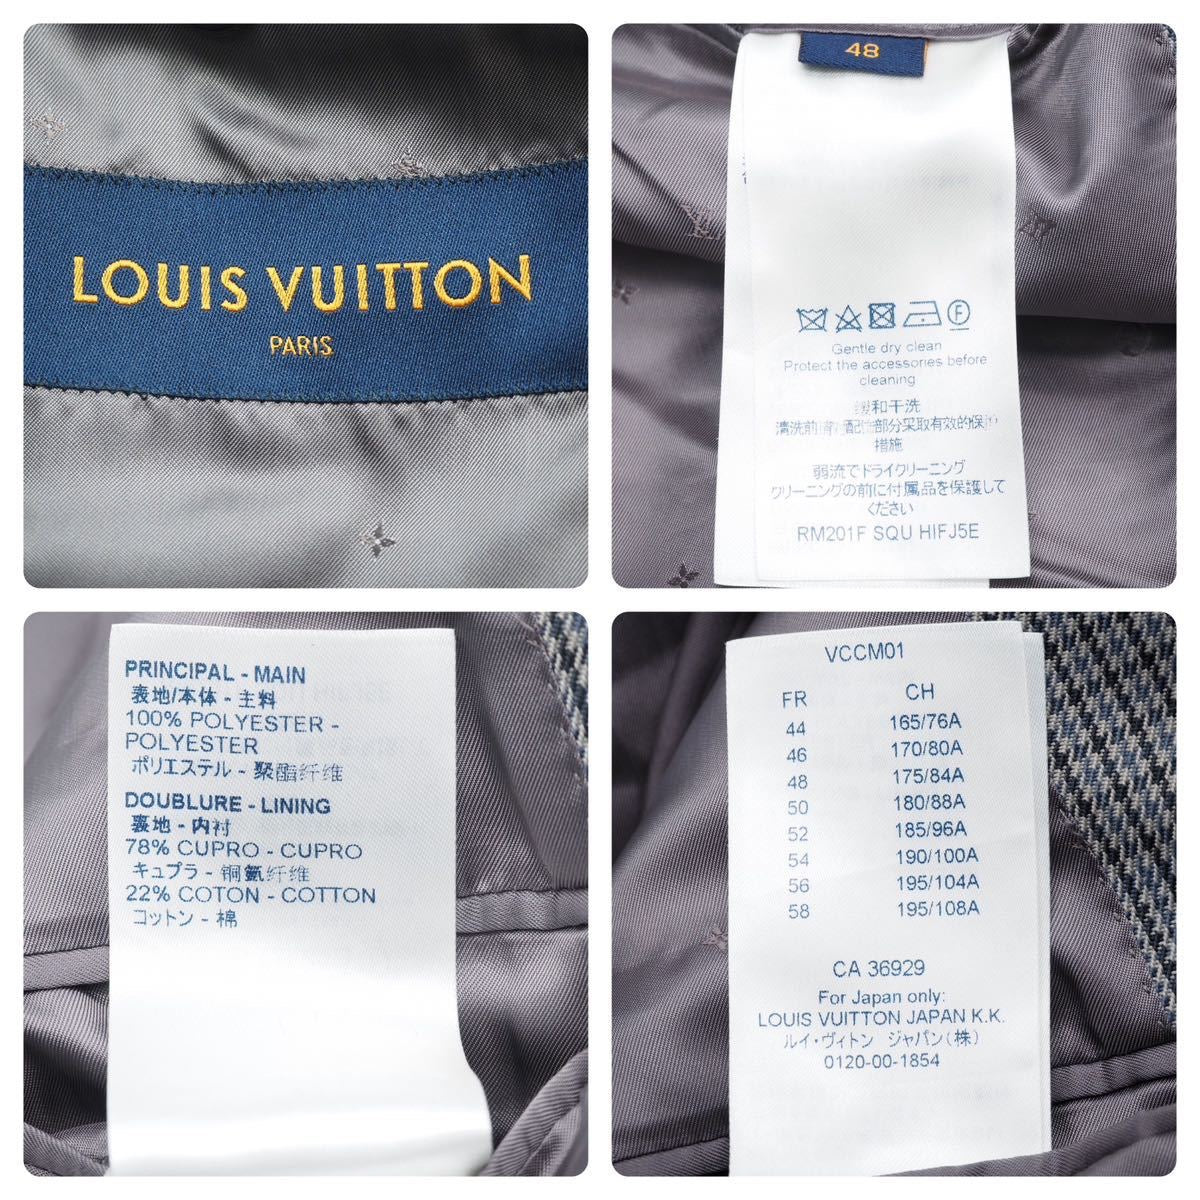 LOUIS VUITTON
PARIS
48
F
Gentle dry clean
Protect the accessories before
cleaning
缓和干洗
清洗前请对配饰部分采取有效的保护
措施
弱流でドライクリーニング
クリーニングの前に付属品を保護して
ください
RM201F SQU HIFJ5E
PRINCIPAL - MAIN
表地/本体 - 主料
100% POLYESTER -
POLYESTER
ポリエステル - 聚酯纤维
DOUBLURE - LINING
裏地 - 内衬
78% CUPRO - CUPRO
キュプラ - 铜氨纤维
22% COTON - COTTON
コットン - 棉
VCCM01
FR CH
44 165/76A
46 170/80A
48 175/84A
50 180/88A
52 185/96A
54 190/100A
56 195/104A
58 195/108A
CA 36929
For Japan only:
LOUIS VUITTON JAPAN K.K.
ルイ・ヴィトン ジャパン(株)
0120-00-1854